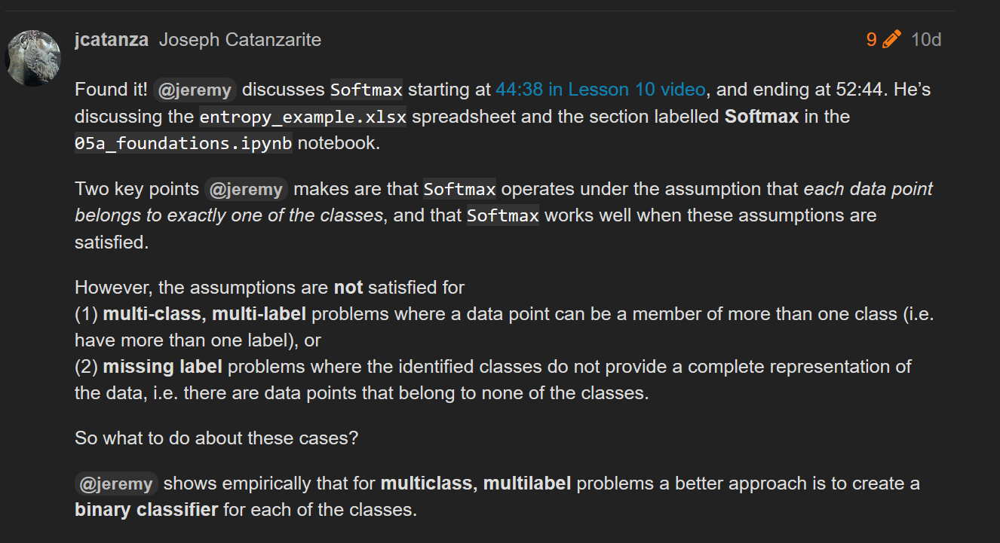 jcatanza Joseph Catanzarite 9 10d
Found it! @jeremy discusses Softmax starting at 44:38 in Lesson 10 video, and ending at 52:44. He’s
discussing the entropy_example.xlsx spreadsheet and the section labelled Softmax in the
05a_foundations.ipynb notebook.
Two key points @jeremy makes are that Softmax operates under the assumption that each data point
belongs to exactly one of the classes, and that Softmax works well when these assumptions are
satisfied.
However, the assumptions are not satisfied for
(1) multi-class, multi-label problems where a data point can be a member of more than one class (i.e.
have more than one label), or
(2) missing label problems where the identified classes do not provide a complete representation of
the data, i.e. there are data points that belong to none of the classes.
So what to do about these cases?
@jeremy shows empirically that for multiclass, multilabel problems a better approach is to create a
binary classifier for each of the classes.